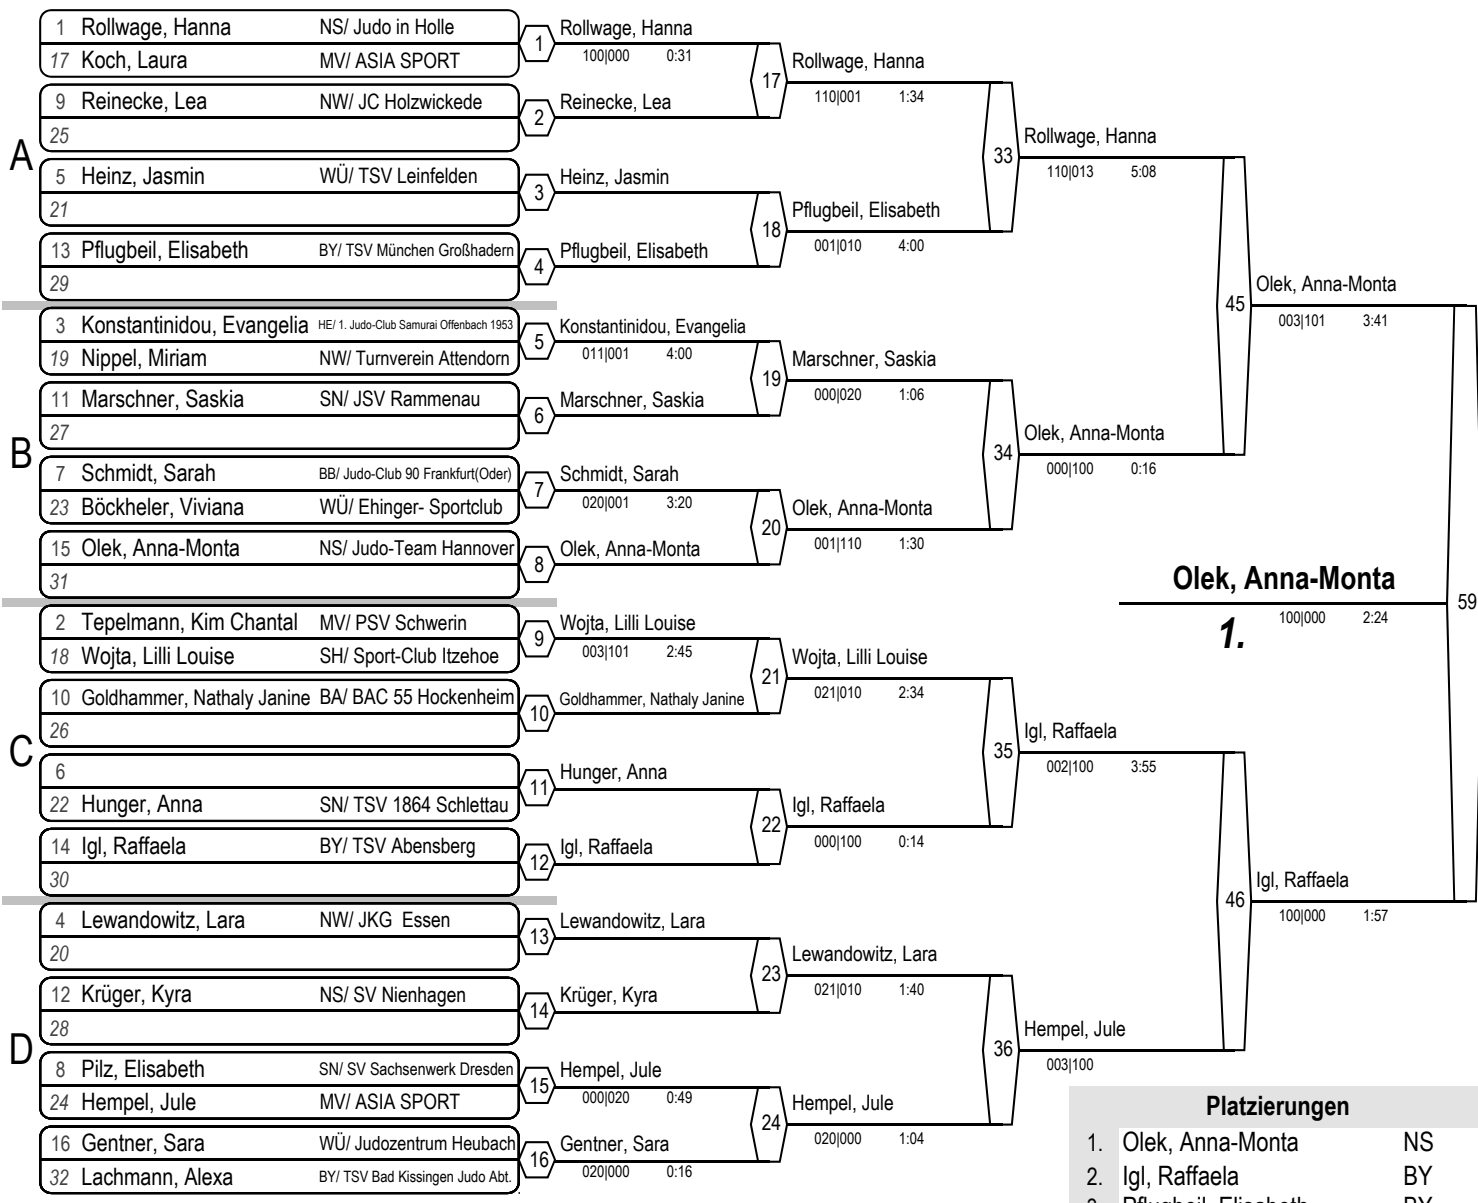 A
1 Rollwage, Hanna NS/ Judo in Holle
17 Koch, Laura MV/ ASIA SPORT
9 Reinecke, Lea NW/ JC Holzwickede
25
5 Heinz, Jasmin WÜ/ TSV Leinfelden
21
13 Pflugbeil, Elisabeth BY/ TSV München Großhadern
29
B
3 Konstantinidou, Evangelia HE/ 1. Judo-Club Samurai Offenbach 1953
19 Nippel, Miriam NW/ Turnverein Attendorn
11 Marschner, Saskia SN/ JSV Rammenau
27
7 Schmidt, Sarah BB/ Judo-Club 90 Frankfurt(Oder)
23 Böckheler, Viviana WÜ/ Ehinger- Sportclub
15 Olek, Anna-Monta NS/ Judo-Team Hannover
31
C
2 Tepelmann, Kim Chantal MV/ PSV Schwerin
18 Wojta, Lilli Louise SH/ Sport-Club Itzehoe
10 Goldhammer, Nathaly Janine BA/ BAC 55 Hockenheim
26
6
22 Hunger, Anna SN/ TSV 1864 Schlettau
14 Igl, Raffaela BY/ TSV Abensberg
30
D
4 Lewandowitz, Lara NW/ JKG Essen
20
12 Krüger, Kyra NS/ SV Nienhagen
28
8 Pilz, Elisabeth SN/ SV Sachsenwerk Dresden
24 Hempel, Jule MV/ ASIA SPORT
16 Gentner, Sara WÜ/ Judozentrum Heubach
32 Lachmann, Alexa BY/ TSV Bad Kissingen Judo Abt.
1 Rollwage, Hanna
100|000 0:31
2 Reinecke, Lea
3 Heinz, Jasmin
4 Pflugbeil, Elisabeth
5 Konstantinidou, Evangelia
011|001 4:00
6 Marschner, Saskia
7 Schmidt, Sarah
020|001 3:20
8 Olek, Anna-Monta
9 Wojta, Lilli Louise
003|101 2:45
10 Goldhammer, Nathaly Janine
11 Hunger, Anna
12 Igl, Raffaela
13 Lewandowitz, Lara
14 Krüger, Kyra
15 Hempel, Jule
000|020 0:49
16 Gentner, Sara
020|000 0:16
17 Rollwage, Hanna
110|001 1:34
18 Pflugbeil, Elisabeth
001|010 4:00
19 Marschner, Saskia
000|020 1:06
20 Olek, Anna-Monta
001|110 1:30
21 Wojta, Lilli Louise
021|010 2:34
22 Igl, Raffaela
000|100 0:14
23 Lewandowitz, Lara
021|010 1:40
24 Hempel, Jule
020|000 1:04
33 Rollwage, Hanna
110|013 5:08
34 Olek, Anna-Monta
000|100 0:16
35 Igl, Raffaela
002|100 3:55
36 Hempel, Jule
003|100
45 Olek, Anna-Monta
003|101 3:41
46 Igl, Raffaela
100|000 1:57
59 Olek, Anna-Monta
1. 100|000 2:24
Platzierungen
1. Olek, Anna-Monta NS
2. Igl, Raffaela BY